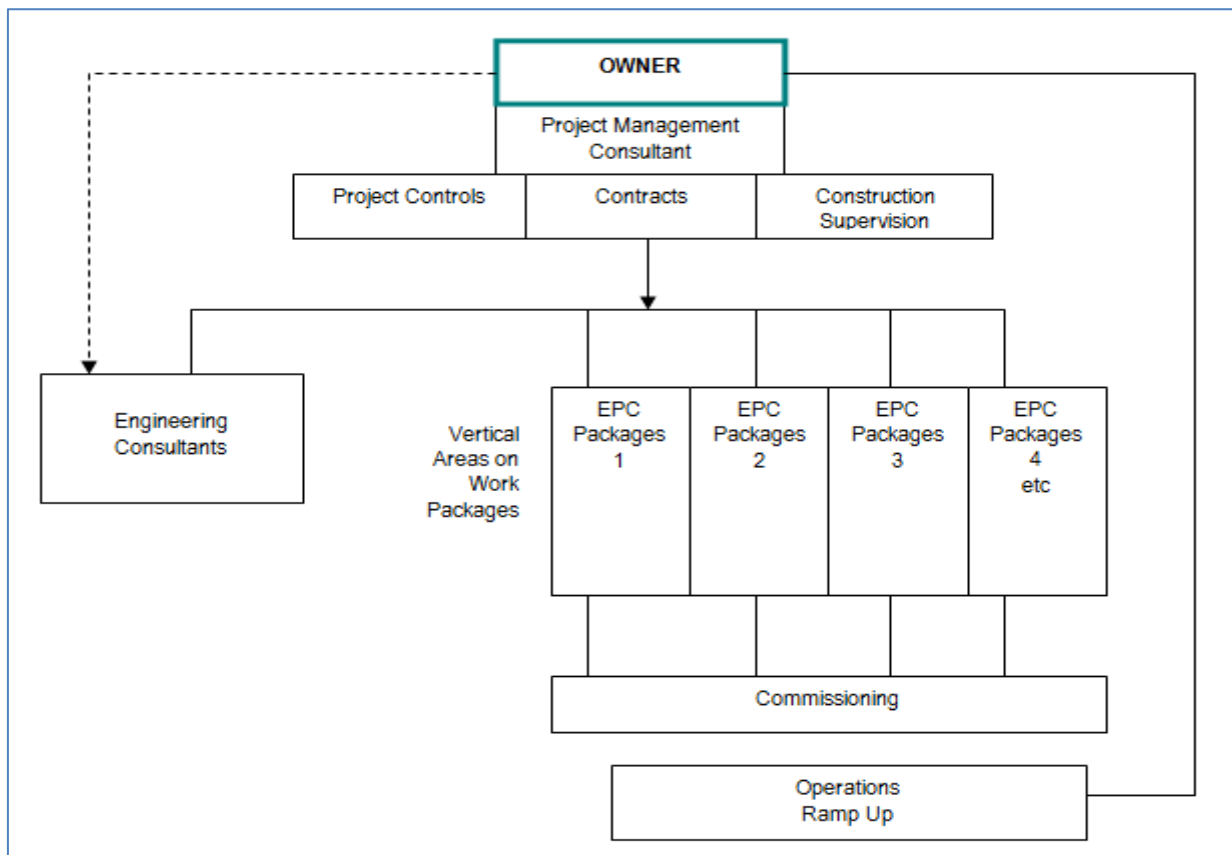 OWNER
Project Management
Consultant
Project Controls
Contracts
Construction
Supervision
Engineering
Consultants
Vertical
Areas on
Work
Packages
EPC
Packages
1
EPC
Packages
2
EPC
Packages
3
EPC
Packages
4
etc
Commissioning
Operations
Ramp Up